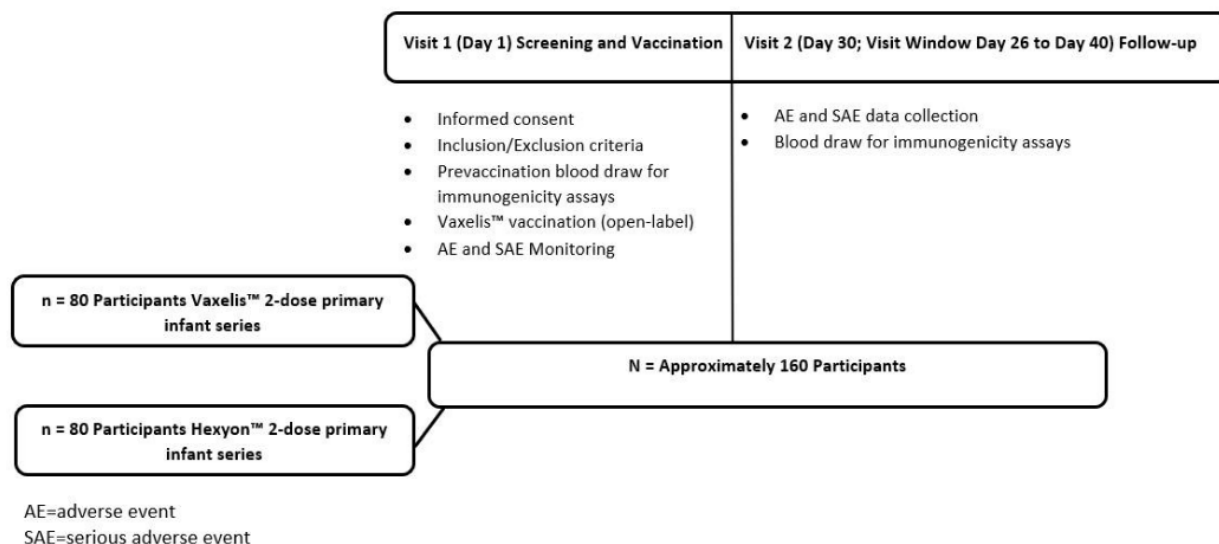 Visit 1 (Day 1) Screening and Vaccination
Visit 2 (Day 30; Visit Window Day 26 to Day 40) Follow-up
• Informed consent
• Inclusion/Exclusion criteria
• Prevaccination blood draw for
immunogenicity assays
• Vaxelis™ vaccination (open-label)
• AE and SAE Monitoring
• AE and SAE data collection
• Blood draw for immunogenicity assays
n = 80 Participants Vaxelis™ 2-dose primary
infant series
N = Approximately 160 Participants
n = 80 Participants Hexyon™ 2-dose primary
infant series
AE=adverse event
SAE=serious adverse event